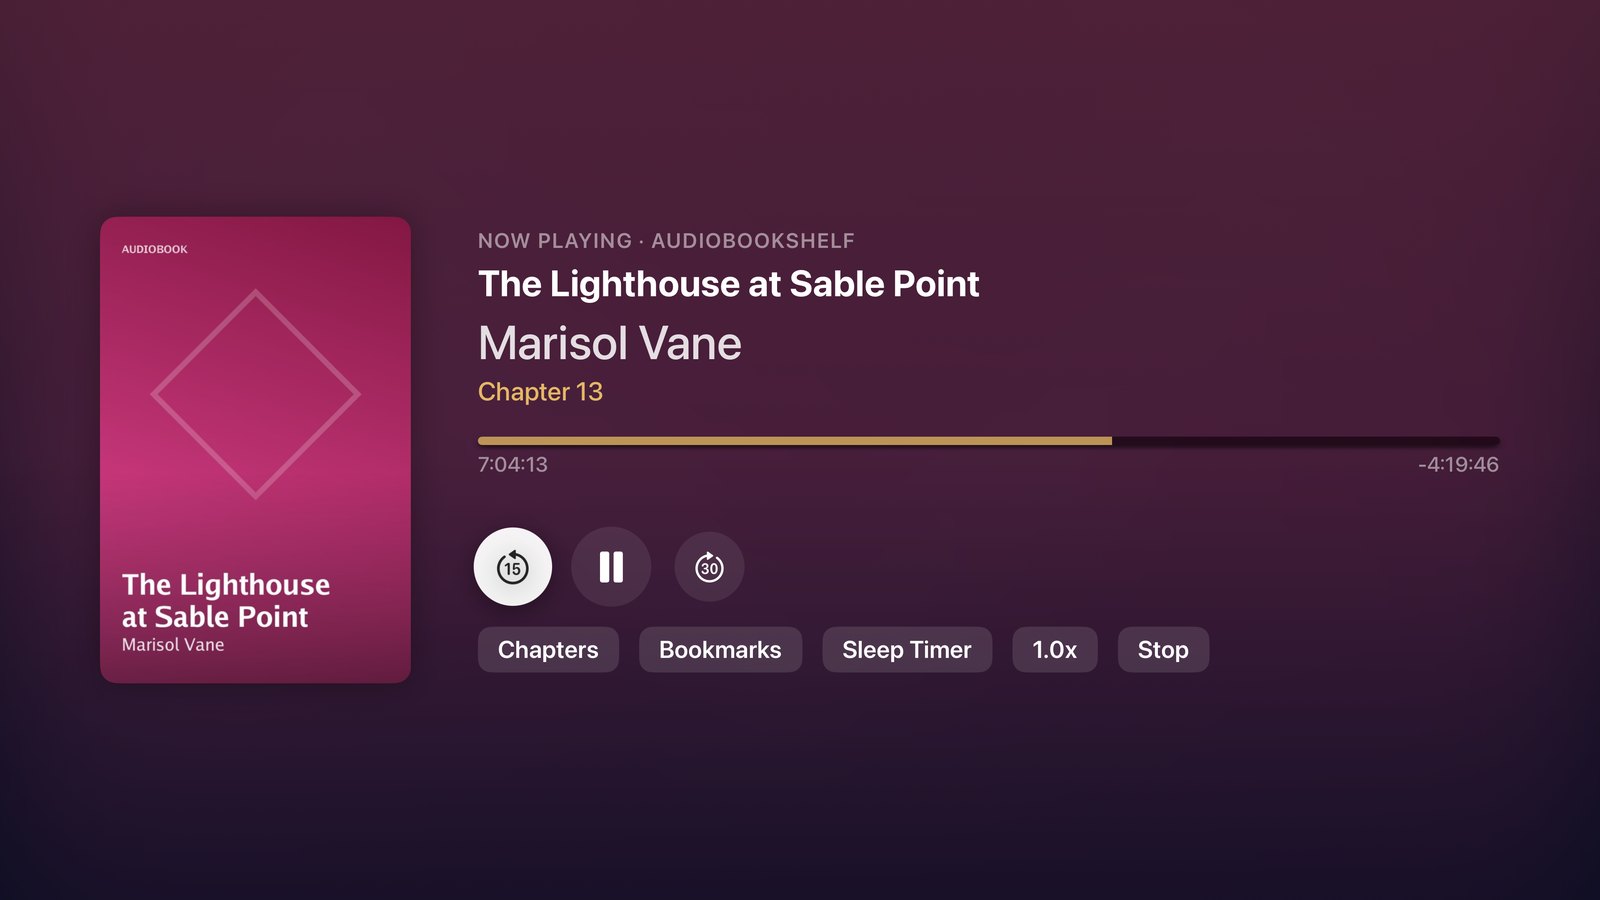 AUDIOBOOK
The Lighthouse
at Sable Point
Marisol Vane
NOW PLAYING · AUDIOBOOKSHELF
The Lighthouse at Sable Point
Marisol Vane
Chapter 13
7:04:13 -4:19:46
15 30
Chapters Bookmarks Sleep Timer 1.0x Stop